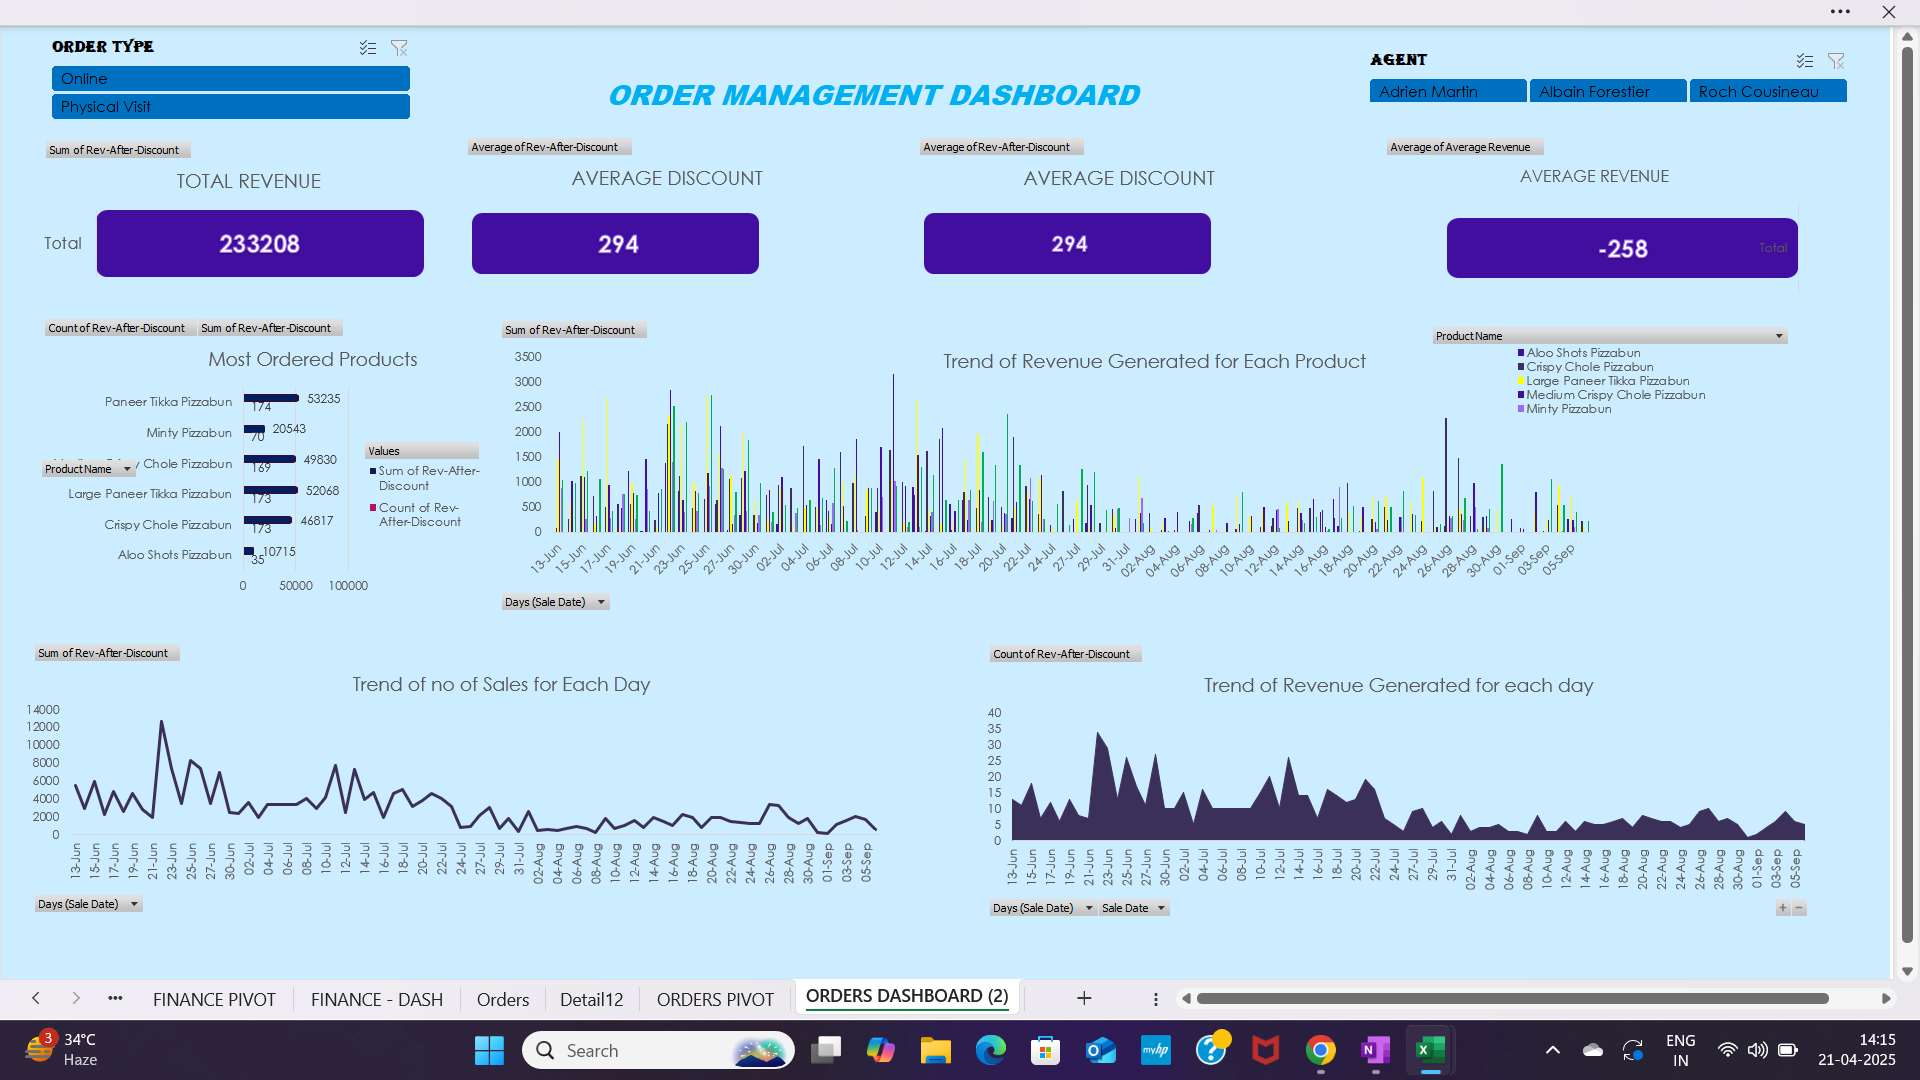 ORDER TYPE
Online
Physical Visit
ORDER MANAGEMENT DASHBOARD
AGENT
Adrien Martin
Albain Forestier
Roch Cousineau
Sum of Rev-After-Discount
TOTAL REVENUE
Total
233208
Average of Rev-After-Discount
AVERAGE DISCOUNT
294
Average of Rev-After-Discount
AVERAGE DISCOUNT
294
Average of Average Revenue
AVERAGE REVENUE
-258
Total
Count of Rev-After-Discount Sum of Rev-After-Discount
Most Ordered Products
Paneer Tikka Pizzabun 53235 174
Minty Pizzabun 20543 70
Chole Pizzabun 49830 169
Product Name
Large Paneer Tikka Pizzabun 52068 173
Crispy Chole Pizzabun 46817 173
Aloo Shots Pizzabun 10715 35
0 50000 100000
Values
Sum of Rev-After-
Discount
Count of Rev-
After-Discount
Sum of Rev-After-Discount
Trend of Revenue Generated for Each Product
3500
3000
2500
2000
1500
1000
500
0
13-Jun 15-Jun 17-Jun 19-Jun 21-Jun 23-Jun 25-Jun 27-Jun 30-Jun 02-Jul 04-Jul 06-Jul 08-Jul 10-Jul 12-Jul 14-Jul 16-Jul 18-Jul 20-Jul 22-Jul 24-Jul 27-Jul 29-Jul 31-Jul 02-Aug 04-Aug 06-Aug 08-Aug 10-Aug 12-Aug 14-Aug 16-Aug 18-Aug 20-Aug 22-Aug 24-Aug 26-Aug 28-Aug 30-Aug 01-Sep 03-Sep 05-Sep
Days (Sale Date)
Product Name
Aloo Shots Pizzabun
Crispy Chole Pizzabun
Large Paneer Tikka Pizzabun
Medium Crispy Chole Pizzabun
Minty Pizzabun
Sum of Rev-After-Discount
Trend of no of Sales for Each Day
14000
12000
10000
8000
6000
4000
2000
0
13-Jun 15-Jun 17-Jun 19-Jun 21-Jun 23-Jun 25-Jun 27-Jun 30-Jun 02-Jul 04-Jul 06-Jul 08-Jul 10-Jul 12-Jul 14-Jul 16-Jul 18-Jul 20-Jul 22-Jul 24-Jul 27-Jul 29-Jul 31-Jul 02-Aug 04-Aug 06-Aug 08-Aug 10-Aug 12-Aug 14-Aug 16-Aug 18-Aug 20-Aug 22-Aug 24-Aug 26-Aug 28-Aug 30-Aug 01-Sep 03-Sep 05-Sep
Days (Sale Date)
Count of Rev-After-Discount
Trend of Revenue Generated for each day
40
35
30
25
20
15
10
5
0
13-Jun 15-Jun 17-Jun 19-Jun 21-Jun 23-Jun 25-Jun 27-Jun 30-Jun 02-Jul 04-Jul 06-Jul 08-Jul 10-Jul 12-Jul 14-Jul 16-Jul 18-Jul 20-Jul 22-Jul 24-Jul 27-Jul 29-Jul 31-Jul 02-Aug 04-Aug 06-Aug 08-Aug 10-Aug 12-Aug 14-Aug 16-Aug 18-Aug 20-Aug 22-Aug 24-Aug 26-Aug 28-Aug 30-Aug 01-Sep 03-Sep 05-Sep
Days (Sale Date) Sale Date
FINANCE PIVOT FINANCE - DASH Orders Detail12 ORDERS PIVOT ORDERS DASHBOARD (2)
3
34°C
Haze
Search
myhp
ENG
IN
14:15
21-04-2025